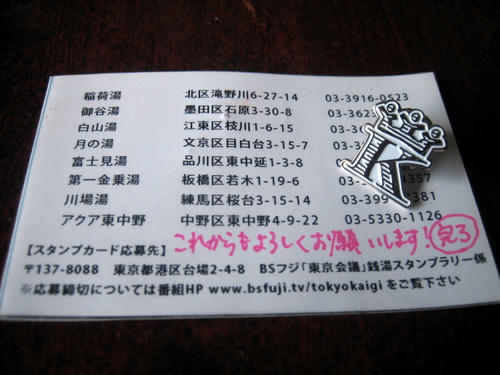 稲荷湯 北区滝野川6-27-14 03-3916-0523
御谷湯 墨田区石原3-30-8 03-3623
白山湯 江東区枝川1-6-15 03-364
月の湯 文京区目白台3-15-7 03-39
富士見湯 品川区東中延1-3-8 03-37
第一金乗湯 板橋区若木1-19-6 03- 357
川場湯 練馬区桜台3-15-14 03-399 381
アクア東中野 中野区東中野4-9-22 03-5330-1126
これからもよろしくお願いします! 完了
【スタンプカード応募先】
〒137-8088 東京都港区台場2-4-8 BSフジ「東京会議」銭湯スタンプラリー係
※応募締切については番組HP www.bsfuji.tv/tokyokaigi をご覧下さい